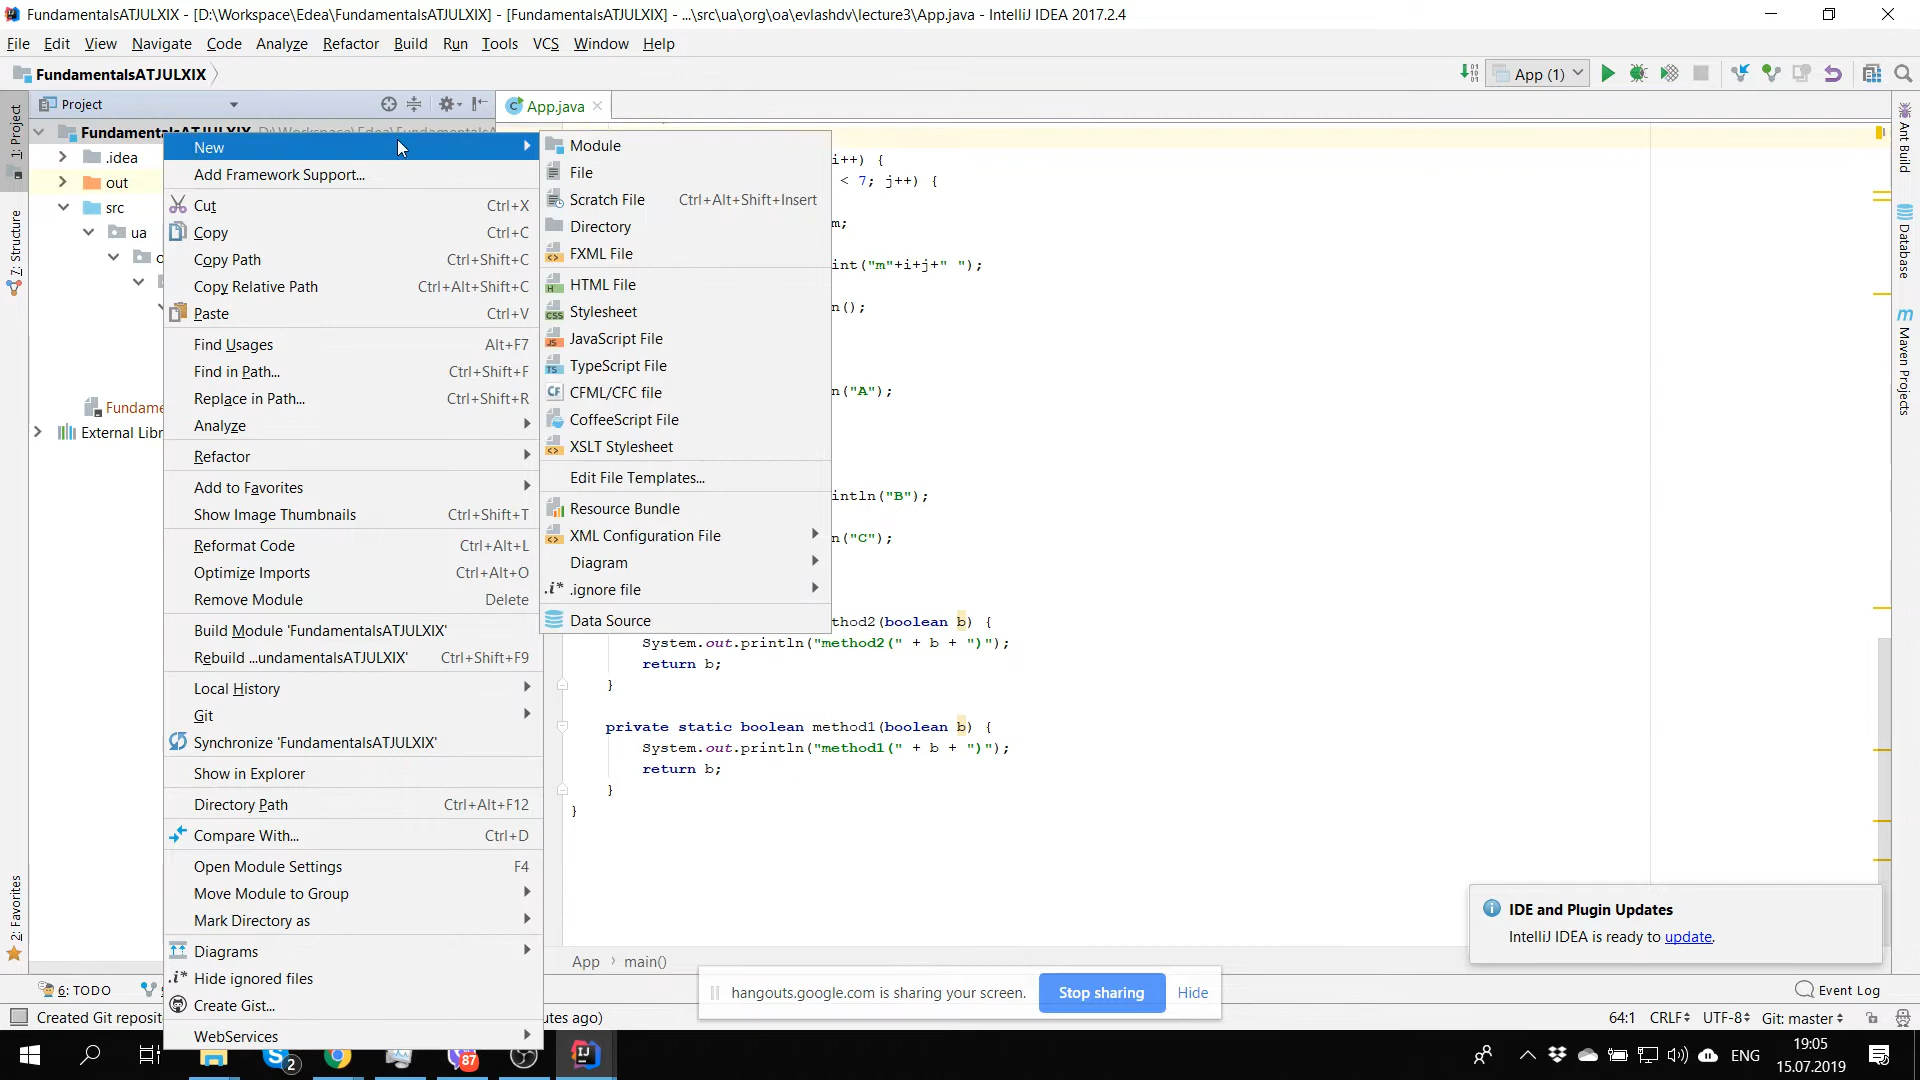 FundamentalsATJULXIX - [D:\Workspace\Edea\FundamentalsATJULXIX] - [FundamentalsATJULXIX] - ...\src\ua\org\oa\evlashdv\lecture3\App.java - IntelliJ IDEA 2017.2.4
File Edit View Navigate Code Analyze Refactor Build Run Tools VCS Window Help
FundamentalsATJULXIX
App (1)
Project
App.java
1: Project
7: Structure
2: Favorites
FundamentalsATJULXIX
.idea
out
src
ua
Fundame
External Libr
New
Add Framework Support...
Cut Ctrl+X
Copy Ctrl+C
Copy Path Ctrl+Shift+C
Copy Relative Path Ctrl+Alt+Shift+C
Paste Ctrl+V
Find Usages Alt+F7
Find in Path... Ctrl+Shift+F
Replace in Path... Ctrl+Shift+R
Analyze
Refactor
Add to Favorites
Show Image Thumbnails Ctrl+Shift+T
Reformat Code Ctrl+Alt+L
Optimize Imports Ctrl+Alt+O
Remove Module Delete
Build Module 'FundamentalsATJULXIX'
Rebuild ...undamentalsATJULXIX' Ctrl+Shift+F9
Local History
Git
Synchronize 'FundamentalsATJULXIX'
Show in Explorer
Directory Path Ctrl+Alt+F12
Compare With... Ctrl+D
Open Module Settings F4
Move Module to Group
Mark Directory as
Diagrams
Hide ignored files
Create Gist...
WebServices
Module
File
Scratch File Ctrl+Alt+Shift+Insert
Directory
FXML File
HTML File
Stylesheet
JavaScript File
TypeScript File
CFML/CFC file
CoffeeScript File
XSLT Stylesheet
Edit File Templates...
Resource Bundle
XML Configuration File
Diagram
.ignore file
Data Source
i++) {
< 7; j++) {
m;
int("m"+i+j+" ");
n();
n("A");
intln("B");
n("C");
thod2(boolean b) {
System.out.println("method2(" + b + ")");
return b;
}
private static boolean method1(boolean b) {
System.out.println("method1(" + b + ")");
return b;
}
}
App main()
Ant Build
Database
Maven Projects
IDE and Plugin Updates
IntelliJ IDEA is ready to update.
hangouts.google.com is sharing your screen. Stop sharing Hide
6: TODO
Event Log
Created Git reposit
utes ago)
64:1 CRLF UTF-8 Git: master
2
87
ENG
19:05
15.07.2019